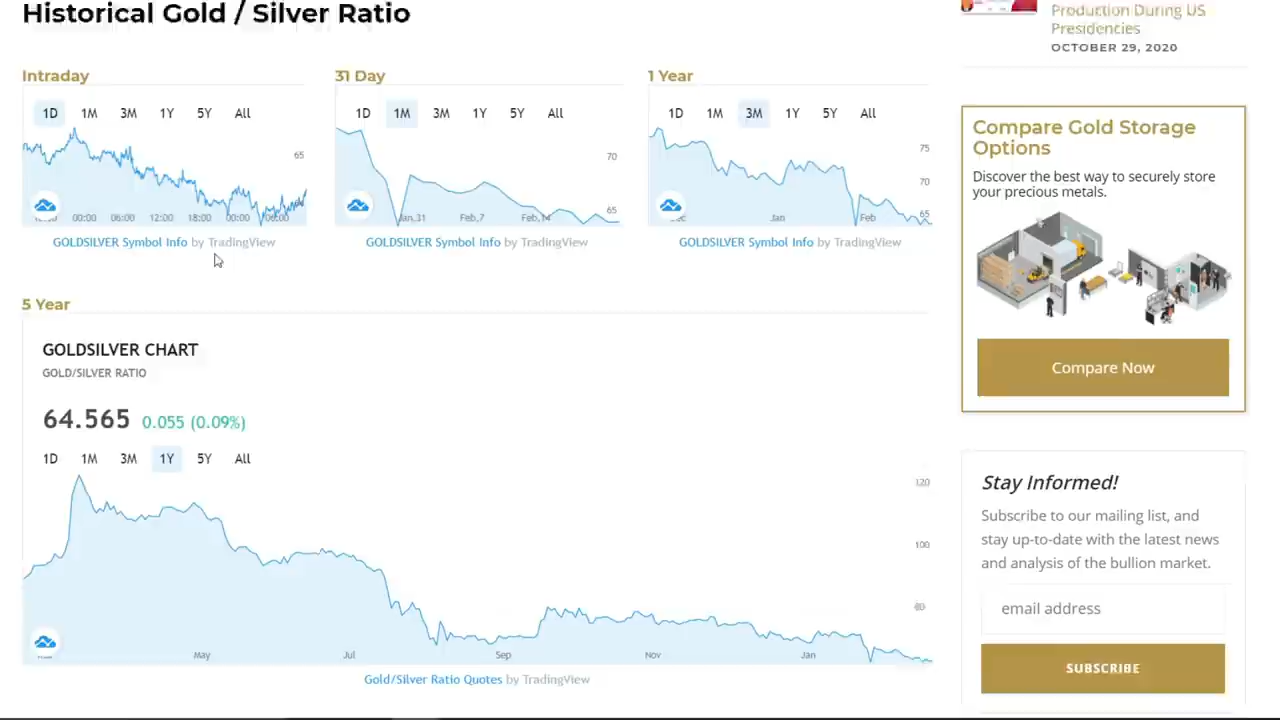 Historical Gold / Silver Ratio
Intraday
1D 1M 3M 1Y 5Y All
65
00:00 06:00 12:00 18:00 00:00 06:00
GOLDSILVER Symbol Info by TradingView
31 Day
1D 1M 3M 1Y 5Y All
70
65
Jan,31 Feb,7 Feb,14
GOLDSILVER Symbol Info by TradingView
1 Year
1D 1M 3M 1Y 5Y All
75
70
65
Dec Jan Feb
GOLDSILVER Symbol Info by TradingView
5 Year
GOLDSILVER CHART
GOLD/SILVER RATIO
64.565 0.055 (0.09%)
1D 1M 3M 1Y 5Y All
120
100
80
May Jul Sep Nov Jan
Gold/Silver Ratio Quotes by TradingView
Production During US
Presidencies
OCTOBER 29, 2020
Compare Gold Storage
Options
Discover the best way to securely store
your precious metals.
Compare Now
Stay Informed!
Subscribe to our mailing list, and
stay up-to-date with the latest news
and analysis of the bullion market.
email address
SUBSCRIBE